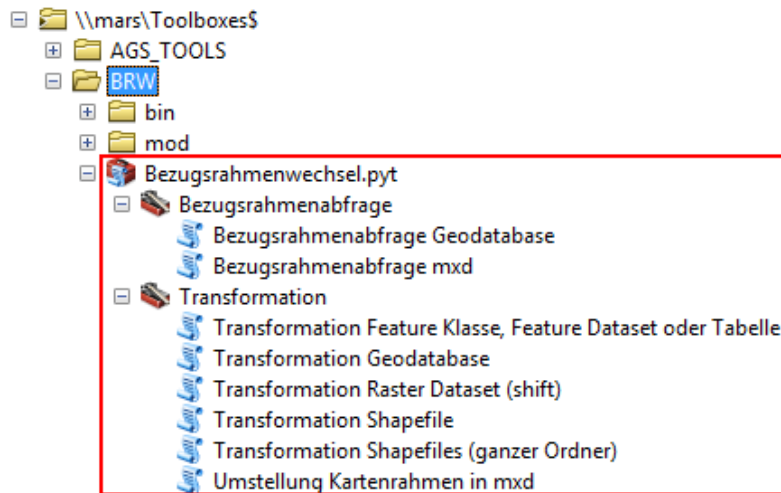 \\mars\Toolboxes$
AGS_TOOLS
BRW
bin
mod
Bezugsrahmenwechsel.pyt
Bezugsrahmenabfrage
Bezugsrahmenabfrage Geodatabase
Bezugsrahmenabfrage mxd
Transformation
Transformation Feature Klasse, Feature Dataset oder Tabelle
Transformation Geodatabase
Transformation Raster Dataset (shift)
Transformation Shapefile
Transformation Shapefiles (ganzer Ordner)
Umstellung Kartenrahmen in mxd